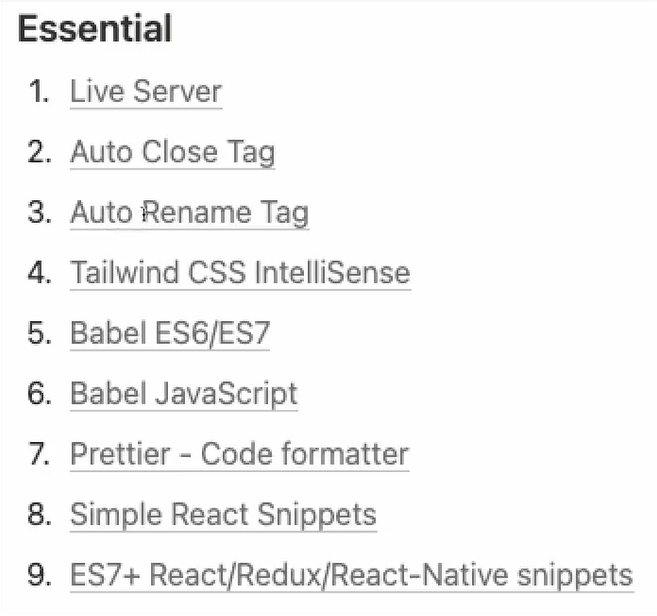 Essential
1. Live Server
2. Auto Close Tag
3. Auto Rename Tag
4. Tailwind CSS IntelliSense
5. Babel ES6/ES7
6. Babel JavaScript
7. Prettier - Code formatter
8. Simple React Snippets
9. ES7+ React/Redux/React-Native snippets